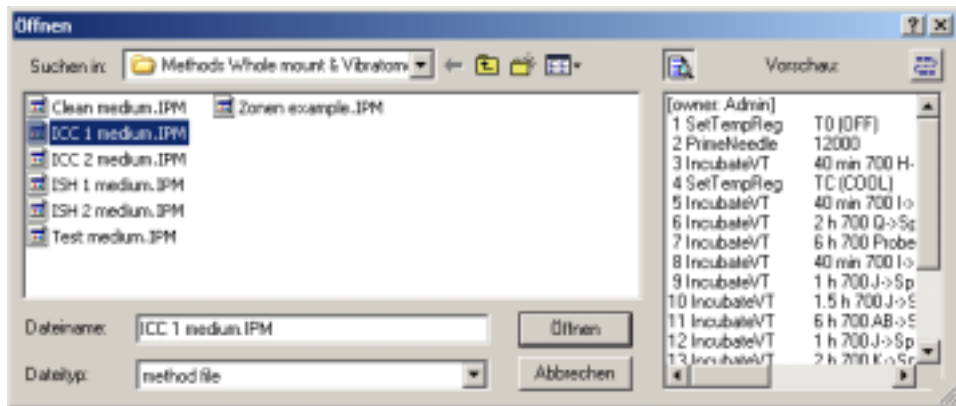 Öffnen
Suchen in: Methods Whole mount & Vibratom
Vorschau:
Clean medium.IPM
ICC 1 medium.IPM
ICC 2 medium.IPM
ISH 1 medium.IPM
ISH 2 medium.IPM
Test medium.IPM
Zonen example.IPM
Dateiname: ICC 1 medium.IPM Öffnen
Dateityp: method file Abbrechen
[owner: Admin]
1 SetTempReg T0 (OFF)
2 PrimeNeedle 12000
3 IncubateVT 40 min 700 H-
4 SetTempReg TC (COOL)
5 IncubateVT 40 min 700 I->
6 IncubateVT 2 h 700 Q->Sp
7 IncubateVT 6 h 700 Probe
8 IncubateVT 40 min 700 I->
9 IncubateVT 1 h 700 J->Sp
10 IncubateVT 1.5 h 700 J->S
11 IncubateVT 6 h 700 AB->S
12 IncubateVT 1 h 700 J->Sp
13 IncubateVT 2 h 700 K->Sp